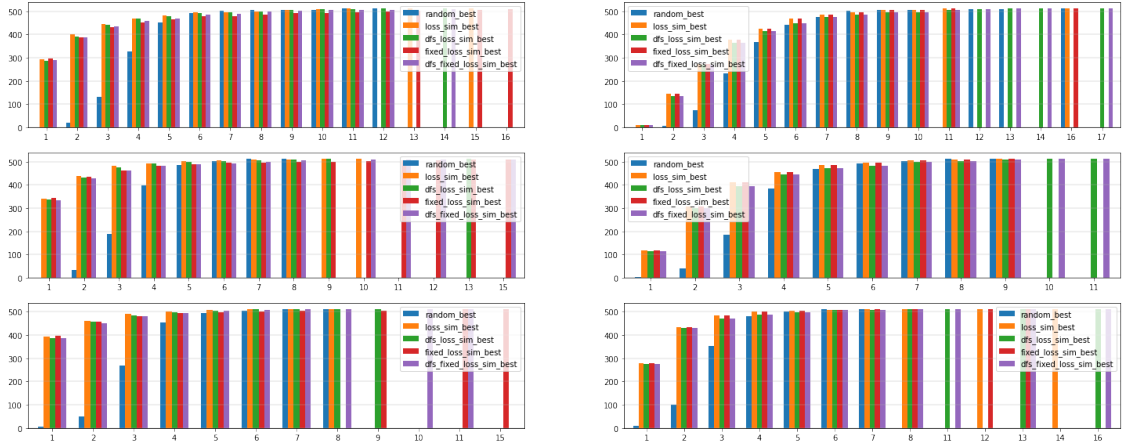 500
400
300
200
100
0
1 2 3 4 5 6 7 8 9 10 11 12 13 14 15 16
random_best
loss_sim_best
dfs_loss_sim_best
fixed_loss_sim_best
dfs_fixed_loss_sim_best
500
400
300
200
100
0
1 2 3 4 5 6 7 8 9 10 11 12 13 14 16 17
random_best
loss_sim_best
dfs_loss_sim_best
fixed_loss_sim_best
dfs_fixed_loss_sim_best
500
400
300
200
100
0
1 2 3 4 5 6 7 8 9 10 11 12 13 15
random_best
loss_sim_best
dfs_loss_sim_best
fixed_loss_sim_best
dfs_fixed_loss_sim_best
500
400
300
200
100
0
1 2 3 4 5 6 7 8 9 10 11
random_best
loss_sim_best
dfs_loss_sim_best
fixed_loss_sim_best
dfs_fixed_loss_sim_best
500
400
300
200
100
0
1 2 3 4 5 6 7 8 9 10 11 15
random_best
loss_sim_best
dfs_loss_sim_best
fixed_loss_sim_best
dfs_fixed_loss_sim_best
500
400
300
200
100
0
1 2 3 4 5 6 7 8 11 12 13 14 16
random_best
loss_sim_best
dfs_loss_sim_best
fixed_loss_sim_best
dfs_fixed_loss_sim_best